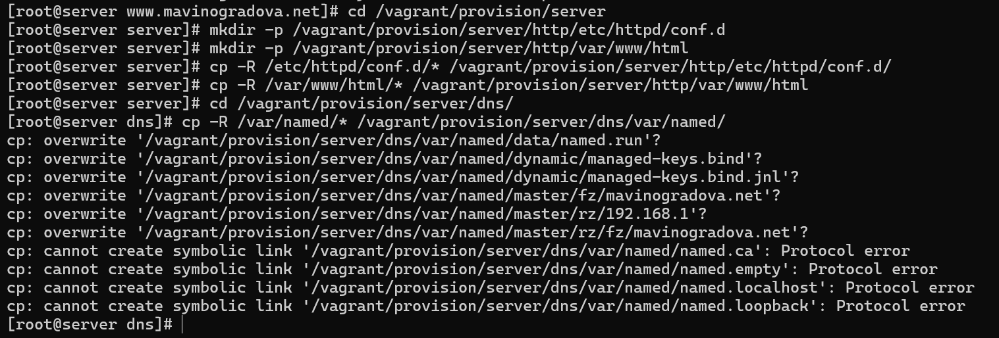 [root@server www.mavinogradova.net]# cd /vagrant/provision/server
[root@server server]# mkdir -p /vagrant/provision/server/http/etc/httpd/conf.d
[root@server server]# mkdir -p /vagrant/provision/server/http/var/www/html
[root@server server]# cp -R /etc/httpd/conf.d/* /vagrant/provision/server/http/etc/httpd/conf.d/
[root@server server]# cp -R /var/www/html/* /vagrant/provision/server/http/var/www/html
[root@server server]# cd /vagrant/provision/server/dns/
[root@server dns]# cp -R /var/named/* /vagrant/provision/server/dns/var/named/
cp: overwrite '/vagrant/provision/server/dns/var/named/data/named.run'?
cp: overwrite '/vagrant/provision/server/dns/var/named/dynamic/managed-keys.bind'?
cp: overwrite '/vagrant/provision/server/dns/var/named/dynamic/managed-keys.bind.jnl'?
cp: overwrite '/vagrant/provision/server/dns/var/named/master/fz/mavinogradova.net'?
cp: overwrite '/vagrant/provision/server/dns/var/named/master/rz/192.168.1'?
cp: overwrite '/vagrant/provision/server/dns/var/named/master/rz/fz/mavinogradova.net'?
cp: cannot create symbolic link '/vagrant/provision/server/dns/var/named/named.ca': Protocol error
cp: cannot create symbolic link '/vagrant/provision/server/dns/var/named/named.empty': Protocol error
cp: cannot create symbolic link '/vagrant/provision/server/dns/var/named/named.localhost': Protocol error
cp: cannot create symbolic link '/vagrant/provision/server/dns/var/named/named.loopback': Protocol error
[root@server dns]#